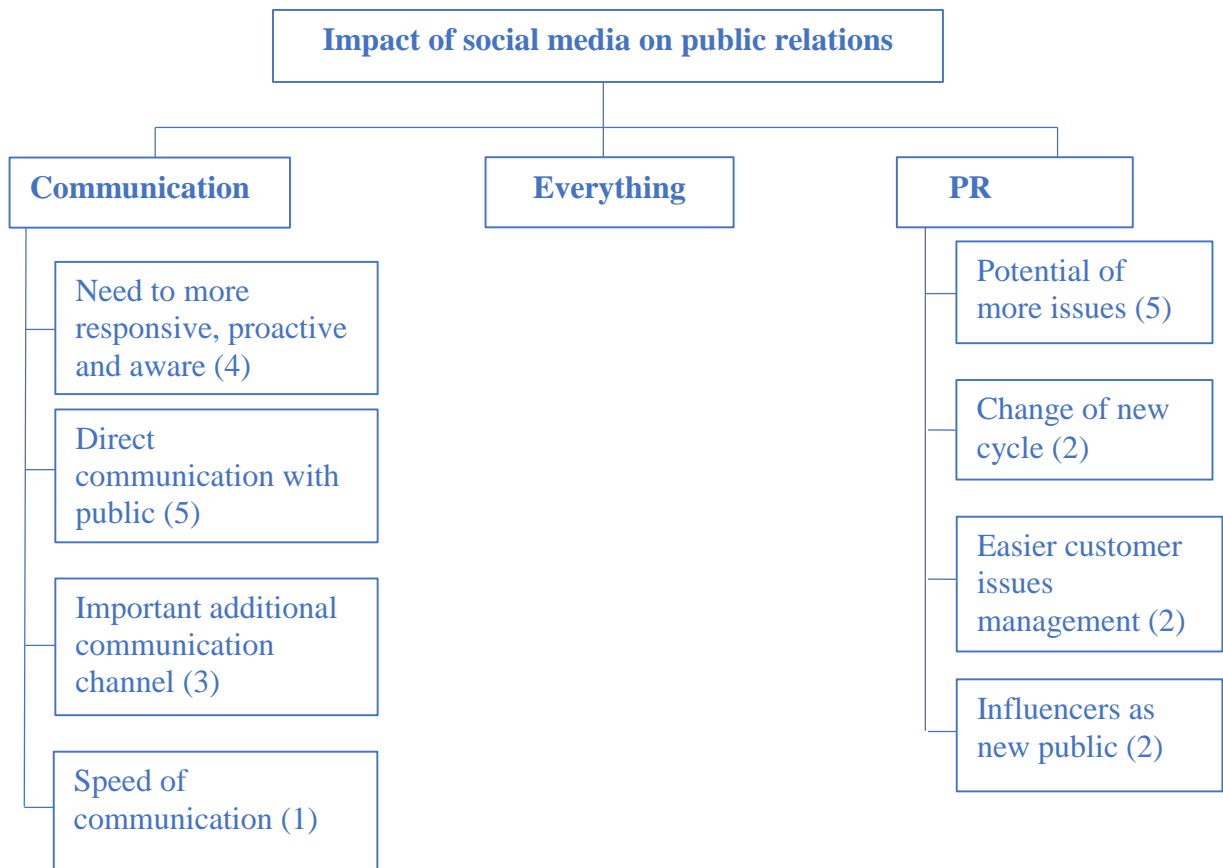 Impact of social media on public relations
Communication
Everything
PR
Need to more
responsive, proactive
and aware (4)
Direct
communication with
public (5)
Important additional
communication
channel (3)
Speed of
communication (1)
Potential of
more issues (5)
Change of new
cycle (2)
Easier customer
issues
management (2)
Influencers as
new public (2)